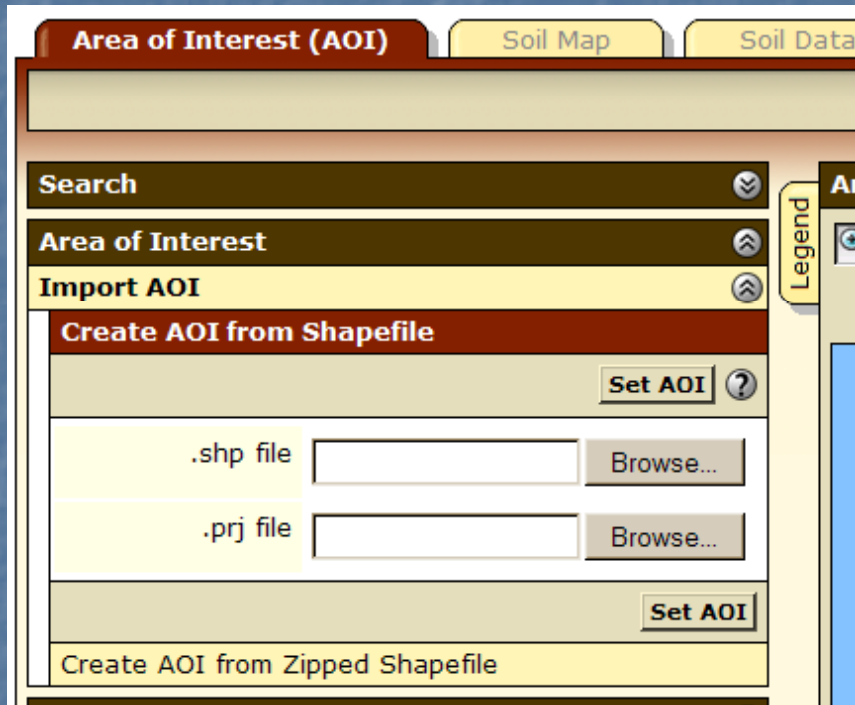 Area of Interest (AOI) Soil Map Soil Data
Search
Area of Interest
Import AOI
Create AOI from Shapefile
Set AOI ?
.shp file Browse...
.prj file Browse...
Set AOI
Create AOI from Zipped Shapefile
Legend